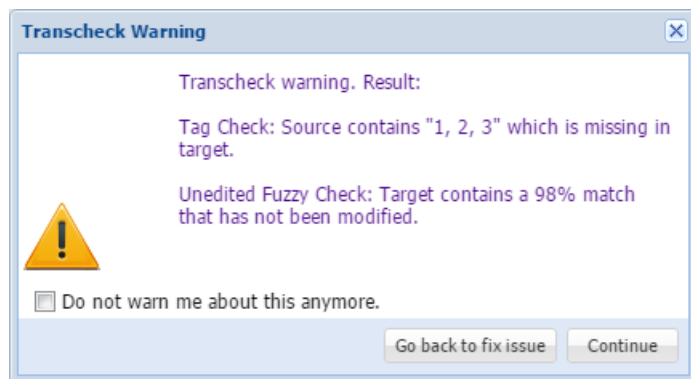 Transcheck Warning
Transcheck warning. Result:
Tag Check: Source contains "1, 2, 3" which is missing in
target.
Unedited Fuzzy Check: Target contains a 98% match
that has not been modified.
Do not warn me about this anymore.
Go back to fix issue
Continue